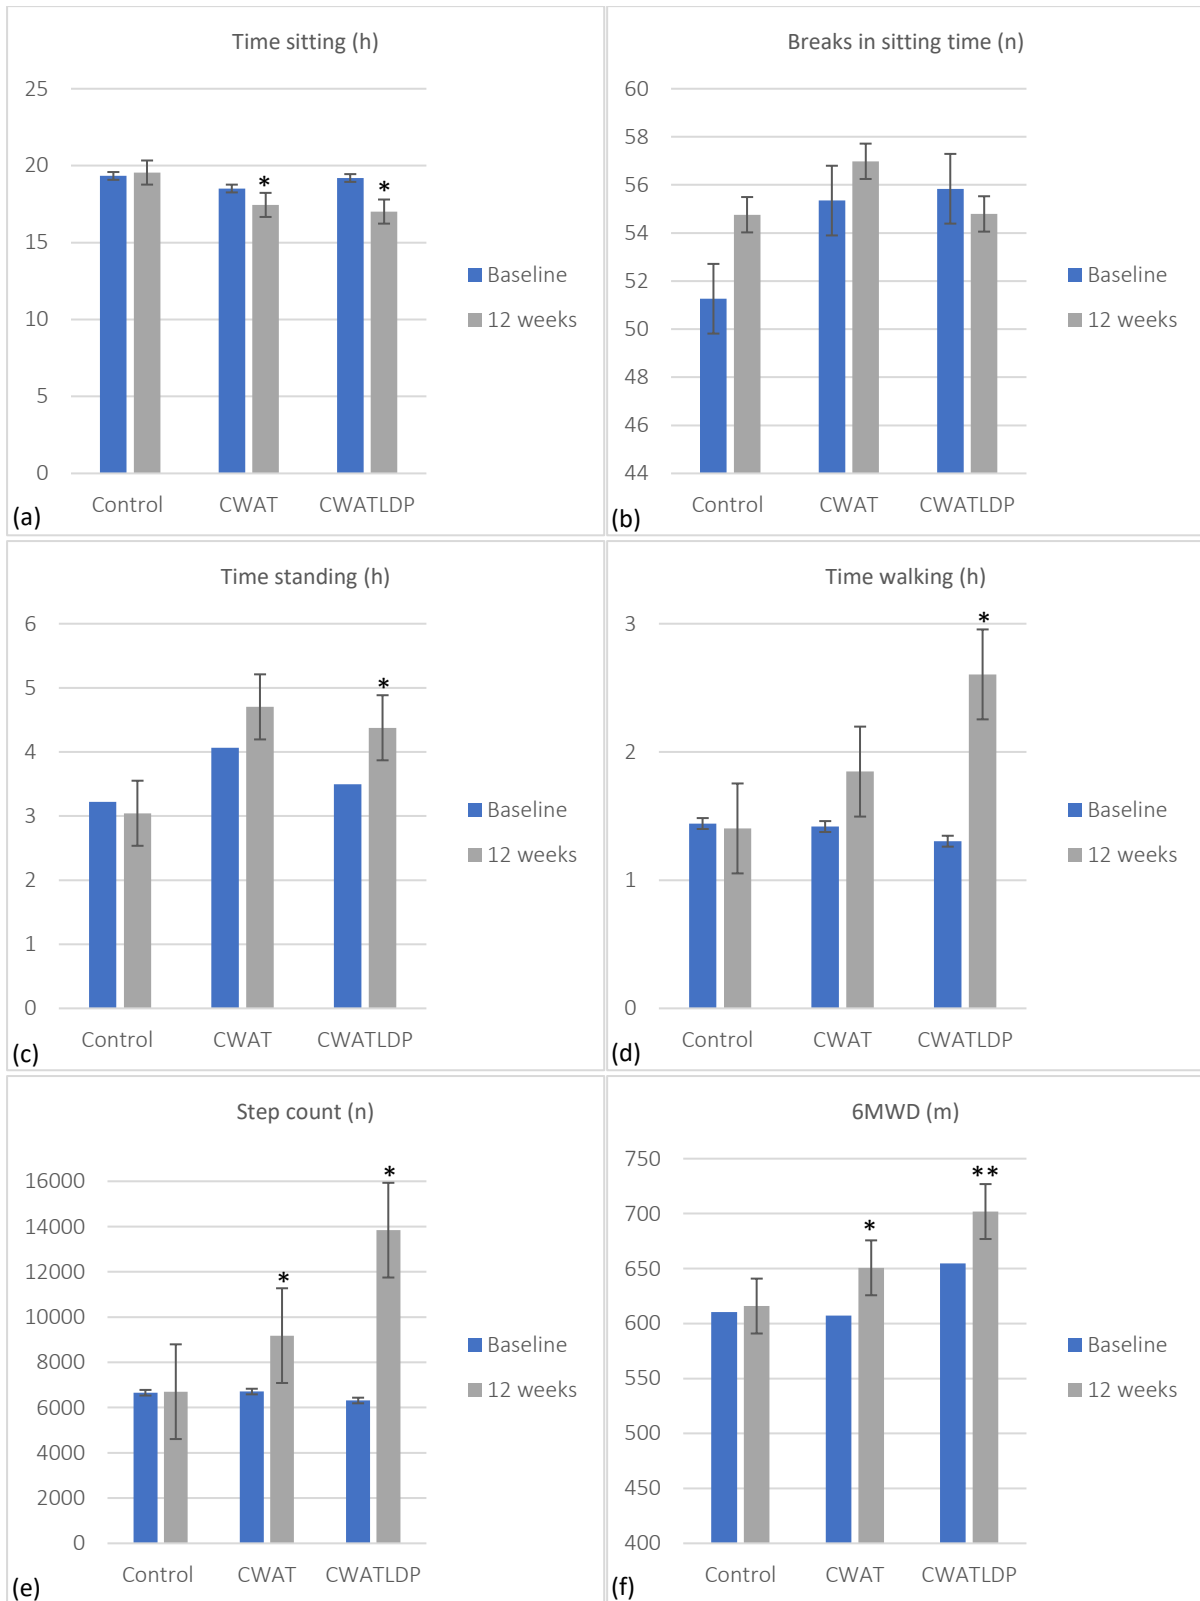 Time sitting (h)
25
20
15
10
5
0
*
*
Control
CWAT
CWATLDP
Baseline
12 weeks
(a)
Breaks in sitting time (n)
60
58
56
54
52
50
48
46
44
Control
CWAT
CWATLDP
Baseline
12 weeks
(b)
Time standing (h)
6
5
4
3
2
1
0
*
Control
CWAT
CWATLDP
Baseline
12 weeks
(c)
Time walking (h)
3
2
1
0
*
Control
CWAT
CWATLDP
Baseline
12 weeks
(d)
Step count (n)
16000
14000
12000
10000
8000
6000
4000
2000
0
*
*
Control
CWAT
CWATLDP
Baseline
12 weeks
(e)
6MWD (m)
750
700
650
600
550
500
450
400
*
**
Control
CWAT
CWATLDP
Baseline
12 weeks
(f)